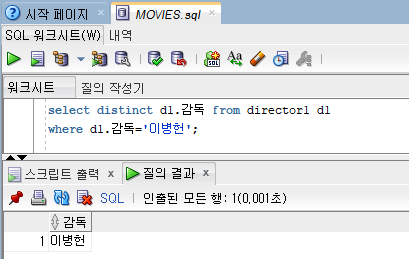 시작 페이지 × MOVIES.sql ×
SQL 워크시트(W) 내역
워크시트 질의 작성기
select distinct d1.감독 from director1 d1
where d1.감독='이병헌';
스크립트 출력 × 질의 결과 ×
SQL | 인출된 모든 행: 1(0,001초)
감독
1 이병헌